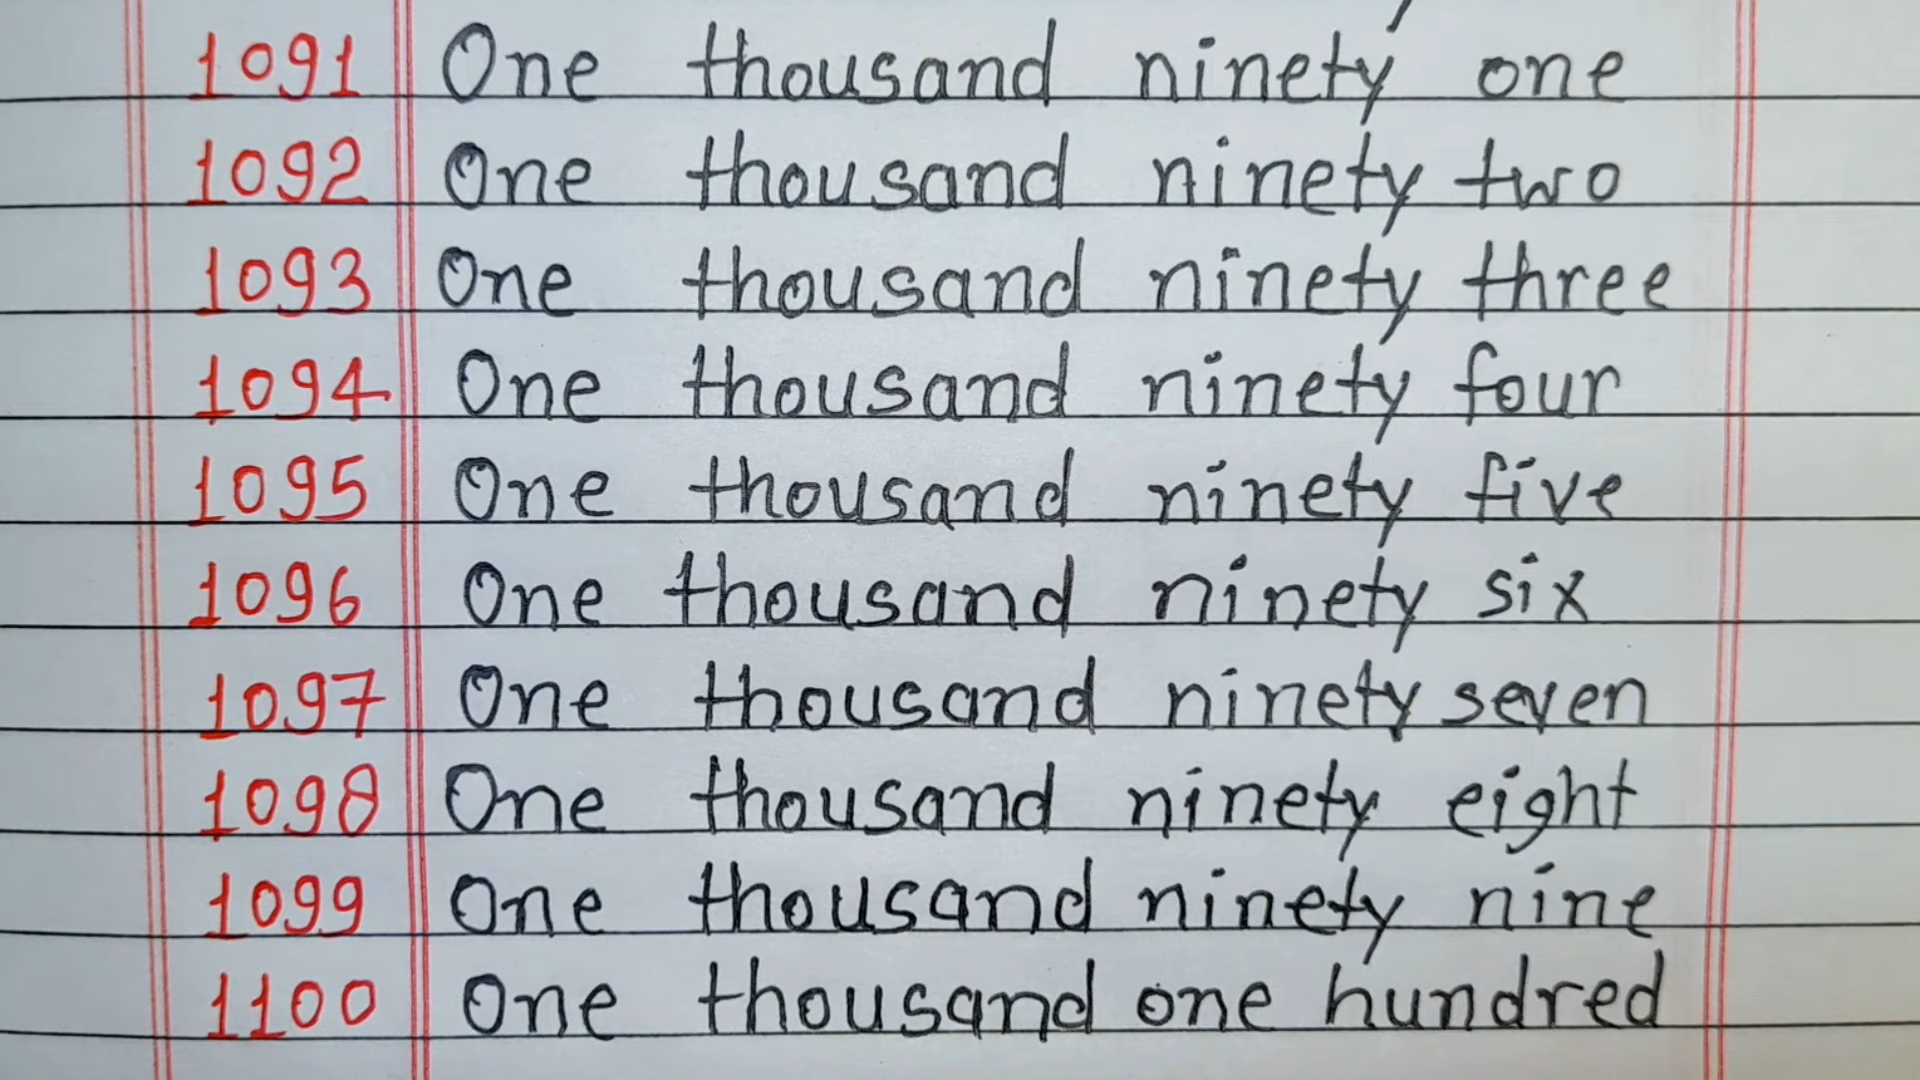 1091 One thousand ninety one
1092 One thousand ninety two
1093 One thousand ninety three
1094 One thousand ninety four
1095 One thousand ninety five
1096 One thousand ninety six
1097 One thousand ninety seven
1098 One thousand ninety eight
1099 One thousand ninety nine
1100 One thousand one hundred